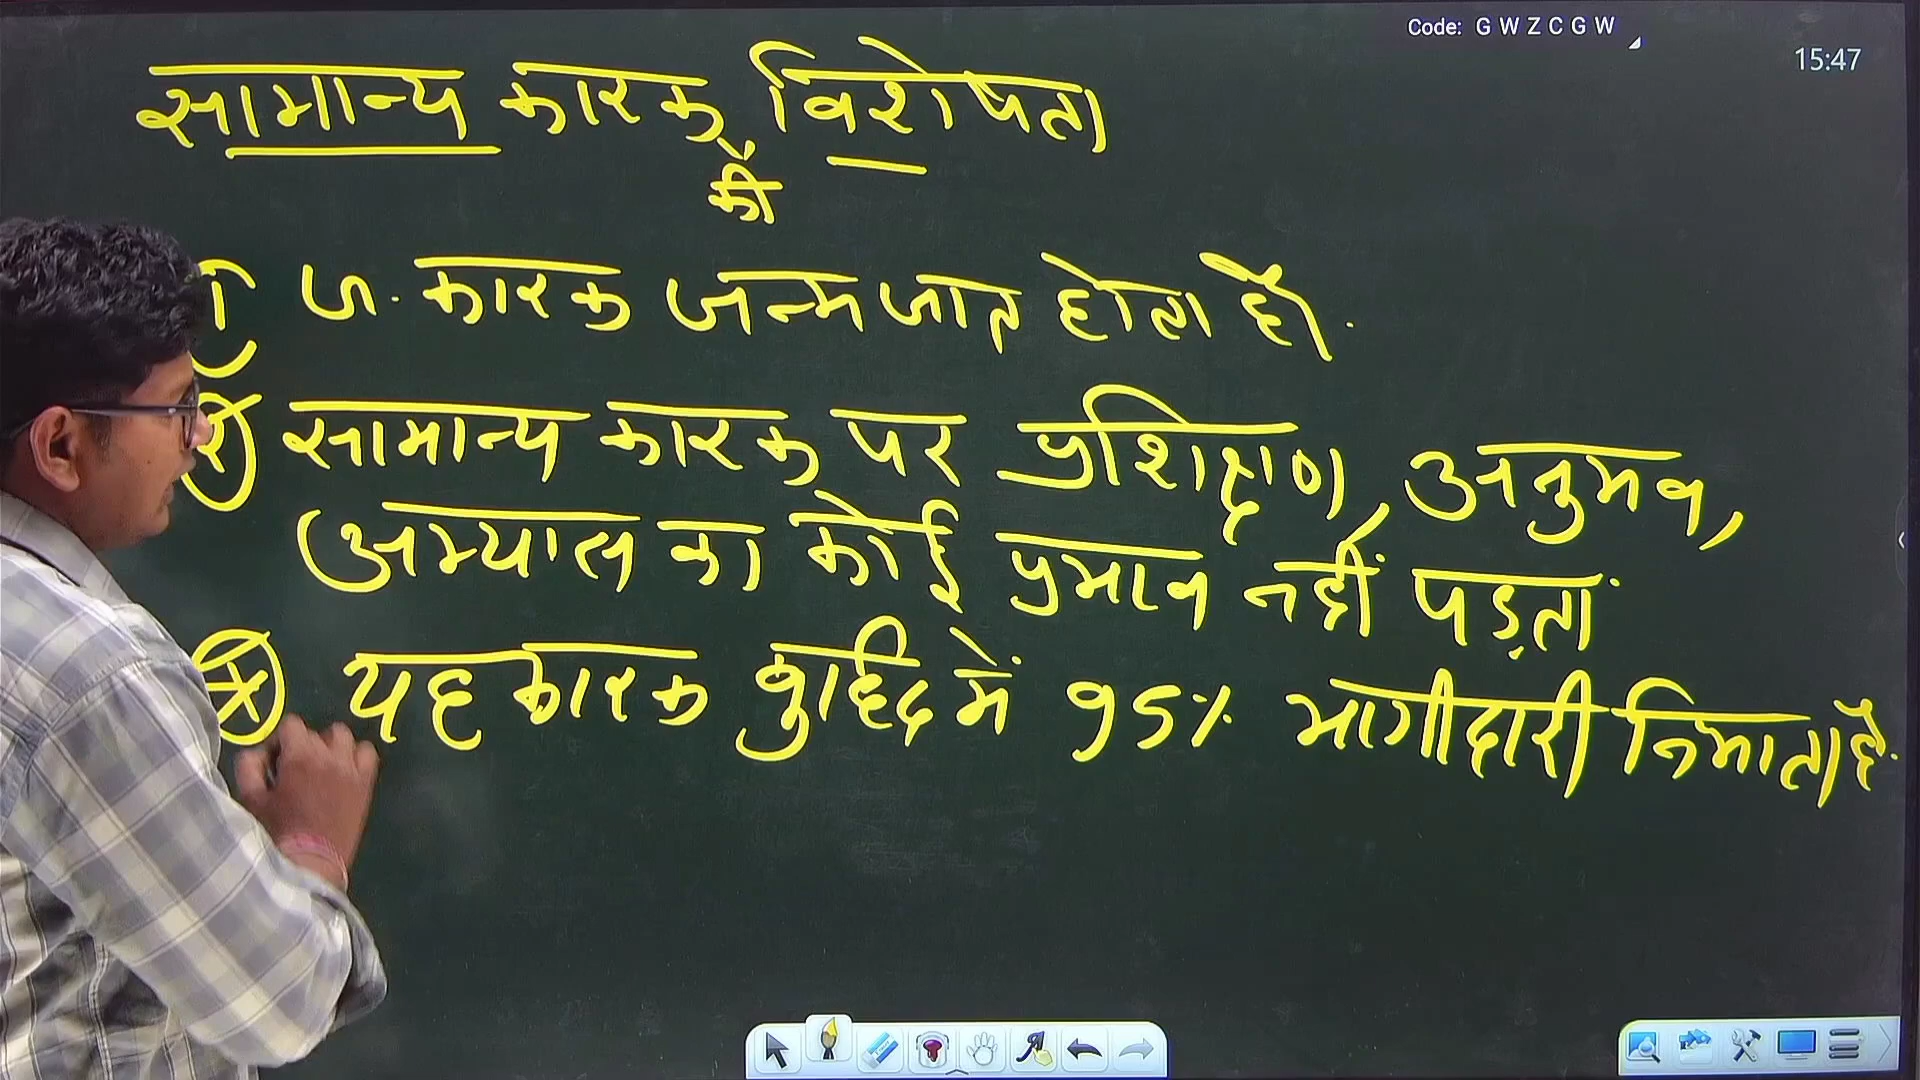 Code: G W Z C G W
15:47
सामान्य कारक की विशेषता
1 G. कारक जन्मजात होता है।
2 सामान्य कारक पर प्रशिक्षण, अनुभव,
अभ्यास का कोई प्रभाव नहीं पड़ता
यह कारक बुद्धि में 95% भागीदारी निभाता है.